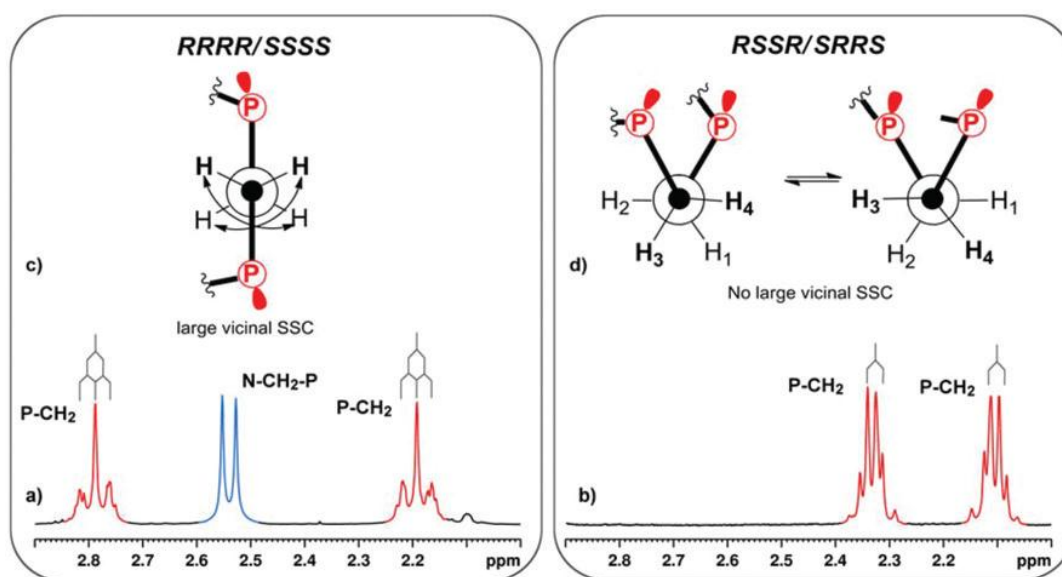 RRRR/SSSS
P
H H
H H
P
c)
large vicinal SSC
N-CH2-P
P-CH2 P-CH2
a)
2.8 2.7 2.6 2.5 2.4 2.3 2.2 ppm
RSSR/SRRS
P P P P
H2 H4 H3 H1
H3 H1 H2 H4
d)
No large vicinal SSC
P-CH2 P-CH2
b)
2.8 2.7 2.6 2.5 2.4 2.3 2.2 ppm